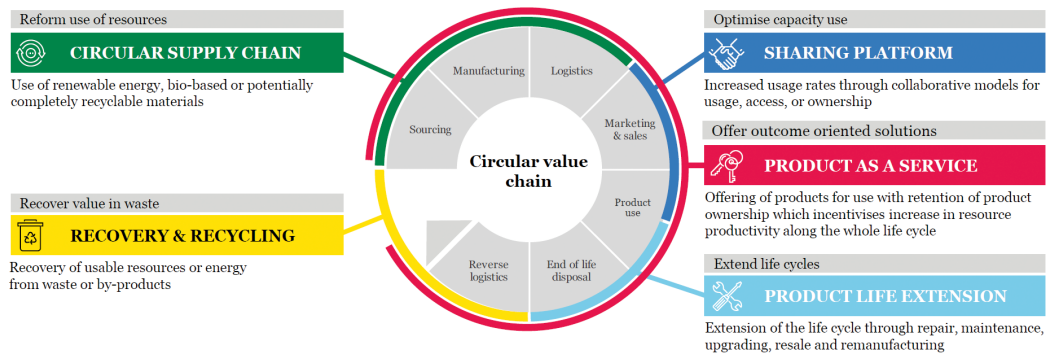 Reform use of resources
CIRCULAR SUPPLY CHAIN
Use of renewable energy, bio-based or potentially
completely recyclable materials
Recover value in waste
RECOVERY & RECYCLING
Recovery of usable resources or energy
from waste or by-products
Manufacturing
Logistics
Sourcing
Marketing
& sales
Circular value
chain
Product
use
Reverse
logistics
End of life
disposal
Optimise capacity use
SHARING PLATFORM
Increased usage rates through collaborative models for
usage, access, or ownership
Offer outcome oriented solutions
PRODUCT AS A SERVICE
Offering of products for use with retention of product
ownership which incentivises increase in resource
productivity along the whole life cycle
Extend life cycles
PRODUCT LIFE EXTENSION
Extension of the life cycle through repair, maintenance,
upgrading, resale and remanufacturing